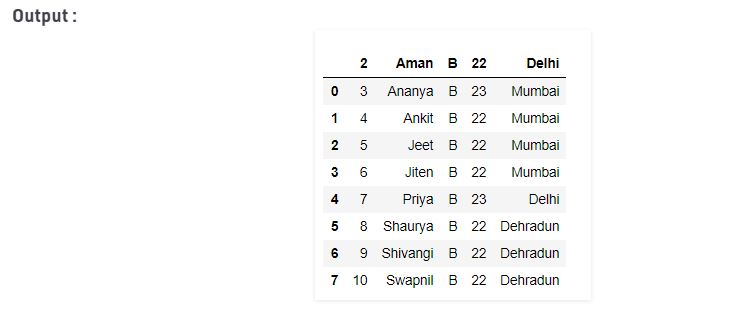 Output :
2 Aman B 22 Delhi
0 3 Ananya B 23 Mumbai
1 4 Ankit B 22 Mumbai
2 5 Jeet B 22 Mumbai
3 6 Jiten B 22 Mumbai
4 7 Priya B 23 Delhi
5 8 Shaurya B 22 Dehradun
6 9 Shivangi B 22 Dehradun
7 10 Swapnil B 22 Dehradun